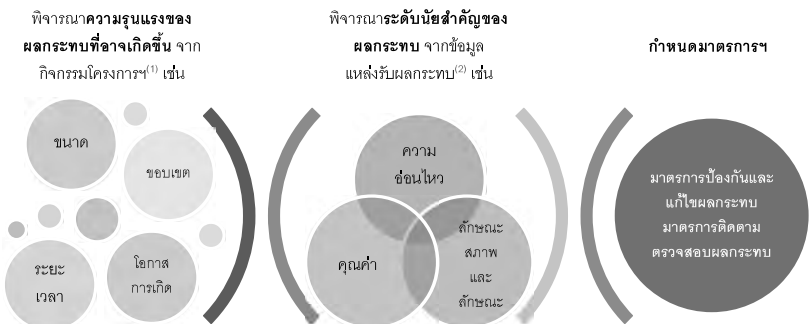 พิจารณาความรุนแรงของ
ผลกระทบที่อาจเกิดขึ้น จาก
กิจกรรมโครงการฯ(1) เช่น
ขนาด
ขอบเขต
ระยะ
เวลา
โอกาส
การเกิด
พิจารณาระดับนัยสำคัญของ
ผลกระทบ จากข้อมูล
แหล่งรับผลกระทบ(2) เช่น
ความ
อ่อนไหว
คุณค่า
ลักษณะ
สภาพ
และ
ลักษณะ
กำหนดมาตรการฯ
มาตรการป้องกันและ
แก้ไขผลกระทบ
มาตรการติดตาม
ตรวจสอบผลกระทบ